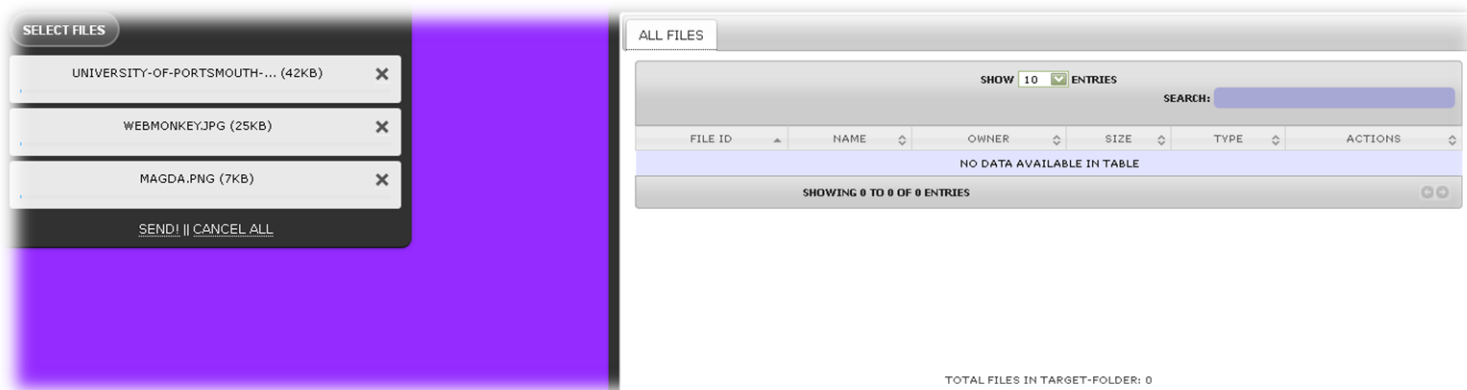 SELECT FILES
UNIVERSITY-OF-PORTSMOUTH-... (42KB)
WEBMONKEY.JPG (25KB)
MAGDA.PNG (7KB)
SEND! || CANCEL ALL
ALL FILES
SHOW 10 ENTRIES
SEARCH:
FILE ID NAME OWNER SIZE TYPE ACTIONS
NO DATA AVAILABLE IN TABLE
SHOWING 0 TO 0 OF 0 ENTRIES
TOTAL FILES IN TARGET-FOLDER: 0